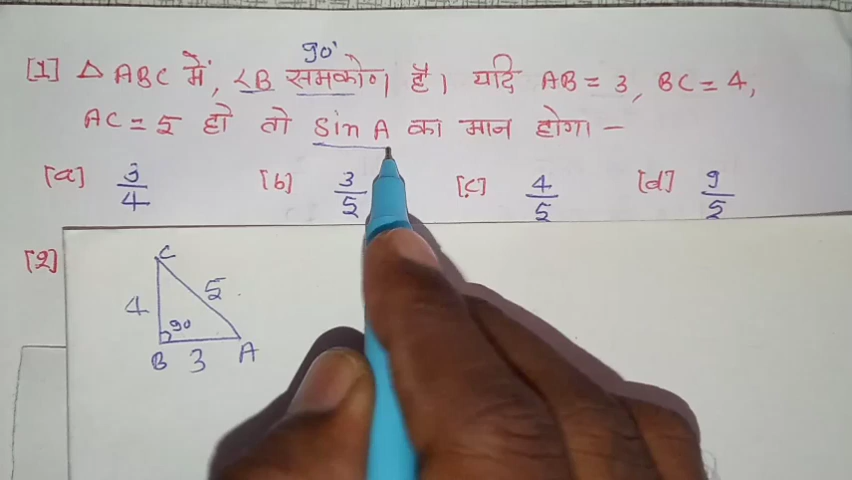 90°
[1] △ ABC में, <B समकोण है। यदि AB = 3, BC = 4,
AC = 5 हो तो sin A का मान होगा –
[a] 3/4 [b] 3/5 [c] 4/5 [d] 9/5
[2]
C
4 5
90
B 3 A